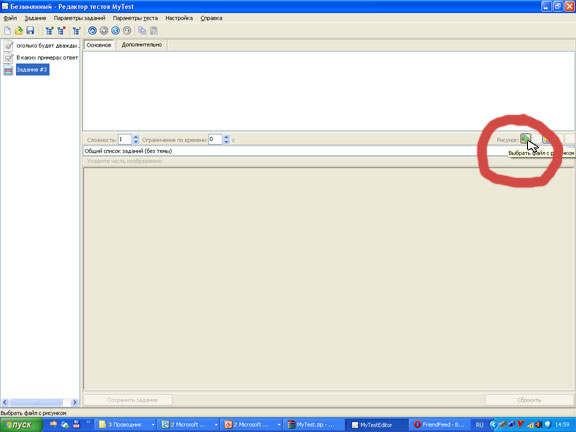 Безымянный - Редактор тестов MyTest
Файл Задание Параметры заданий Параметры теста Настройка Справка
Основное Дополнительно
сколько будет дважды
В каких примерах ответ
Задание #3
Сложность: 1 Ограничение по времени: 0 с
Рисунок:
Выбрать файл с рисунком
Общий список заданий (без темы)
Укажите часть изображения:
Сохранить задание
Сбросить
Выбрать файл с рисунком
пуск
3 Проводник
2 Microsoft ...
2 Microsoft ...
MyTest.zip - ...
MyTestEditor
FriendFeed - В...
RU
14:59